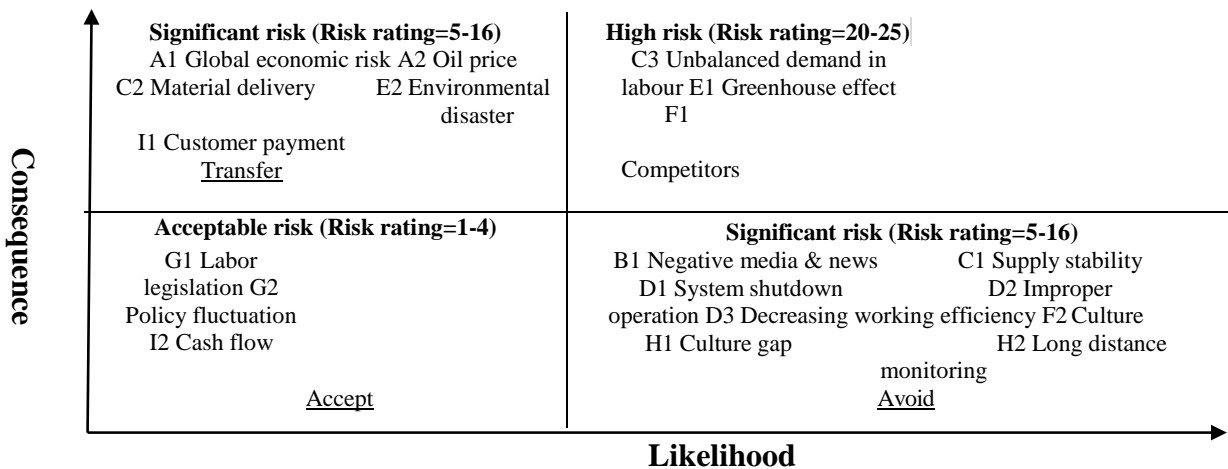 Significant risk (Risk rating=5-16)
A1 Global economic risk A2 Oil price
C2 Material delivery E2 Environmental
disaster
I1 Customer payment
Transfer
High risk (Risk rating=20-25)
C3 Unbalanced demand in
labour E1 Greenhouse effect
F1
Competitors
Consequence
Acceptable risk (Risk rating=1-4)
G1 Labor
legislation G2
Policy fluctuation
I2 Cash flow
Accept
Significant risk (Risk rating=5-16)
B1 Negative media & news C1 Supply stability
D1 System shutdown D2 Improper
operation D3 Decreasing working efficiency F2 Culture
H1 Culture gap H2 Long distance
monitoring
Avoid
Likelihood